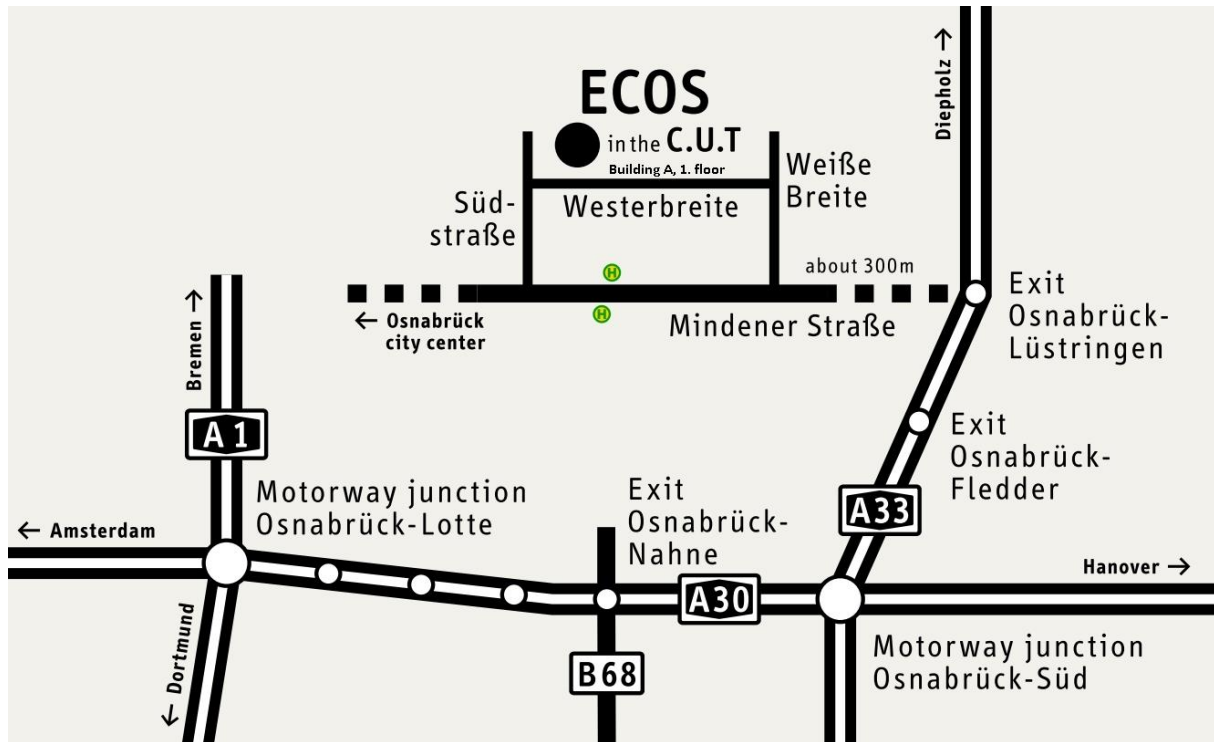 ECOS
in the C.U.T
Building A, 1. floor
Diepholz →
Weiße
Breite
Westerbreite
Süd-
straße
about 300m
H
H
← Osnabrück
city center
Mindener Straße
Exit
Osnabrück-
Lüstringen
Bremen →
A 1
Exit
Osnabrück-
Fledder
A33
Motorway junction
Osnabrück-Lotte
← Amsterdam
Exit
Osnabrück-
Nahne
A30
Hanover →
← Dortmund
B 68
Motorway junction
Osnabrück-Süd